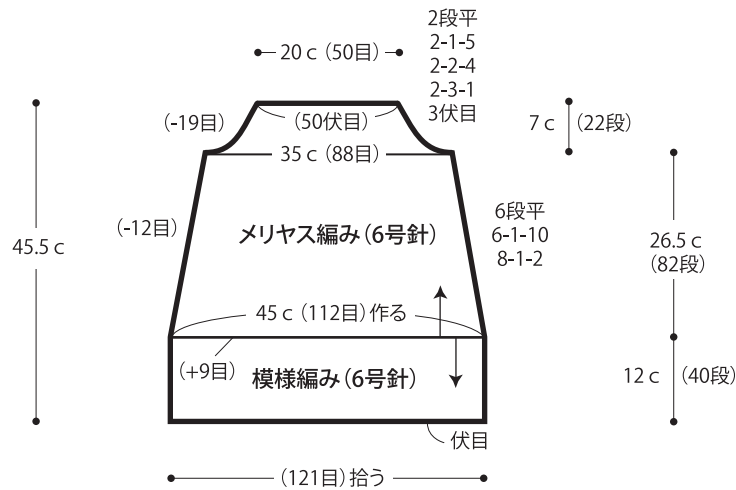 20 c (50目)
2段平
2-1-5
2-2-4
2-3-1
3伏目
(-19目)
(50伏目)
7 c (22段)
35 c (88目)
(-12目)
メリヤス編み(6号針)
6段平
6-1-10
8-1-2
45.5 c
26.5 c
(82段)
45 c (112目) 作る
(+9目)
模様編み(6号針)
12 c (40段)
伏目
(121目) 拾う